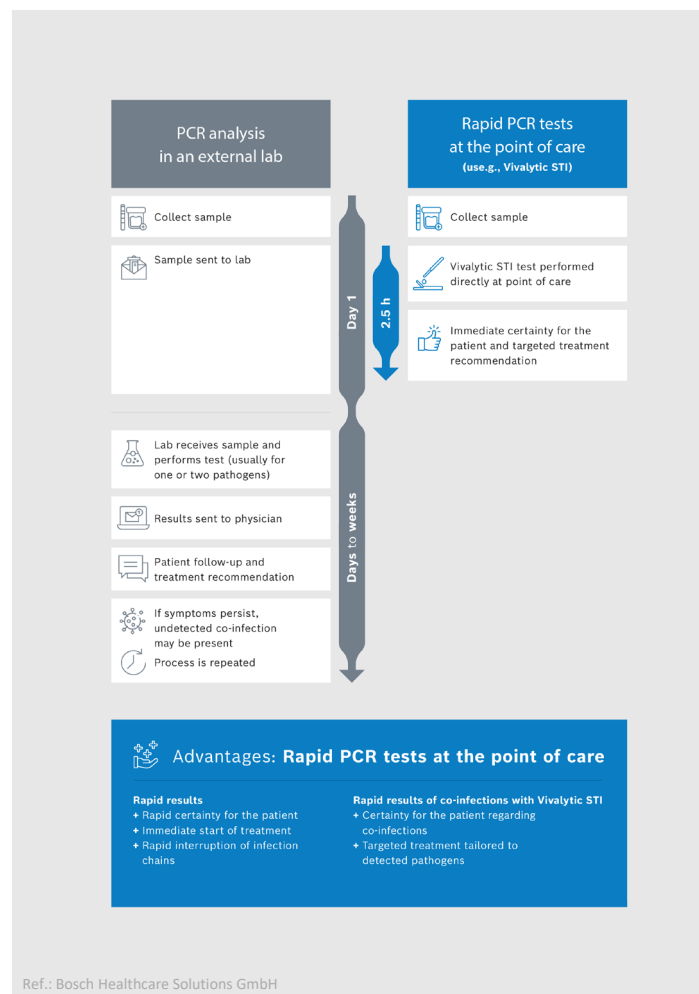 PCR analysis
in an external lab
Collect sample
Sample sent to lab
Lab receives sample and
performs test (usually for
one or two pathogens)
Results sent to physician
Patient follow-up and
treatment recommendation
If symptoms persist,
undetected co-infection
may be present
Process is repeated
Day 1
Days to weeks
2.5 h
Rapid PCR tests
at the point of care
(use.g., Vivalytic STI)
Collect sample
Vivalytic STI test performed
directly at point of care
Immediate certainty for the
patient and targeted treatment
recommendation
Advantages: Rapid PCR tests at the point of care
Rapid results
+ Rapid certainty for the patient
+ Immediate start of treatment
+ Rapid interruption of infection
chains
Rapid results of co-infections with Vivalytic STI
+ Certainty for the patient regarding
co-infections
+ Targeted treatment tailored to
detected pathogens
Ref.: Bosch Healthcare Solutions GmbH